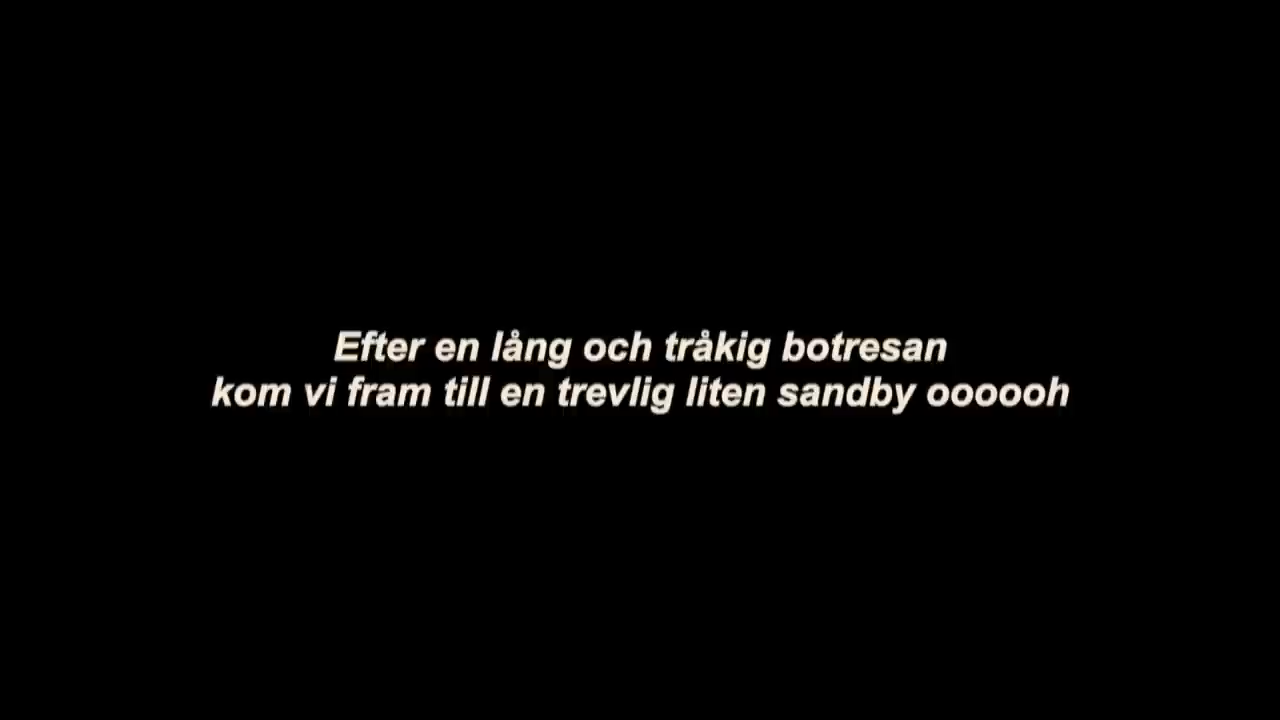 Efter en lång och tråkig botresan
kom vi fram till en trevlig liten sandby oooooh